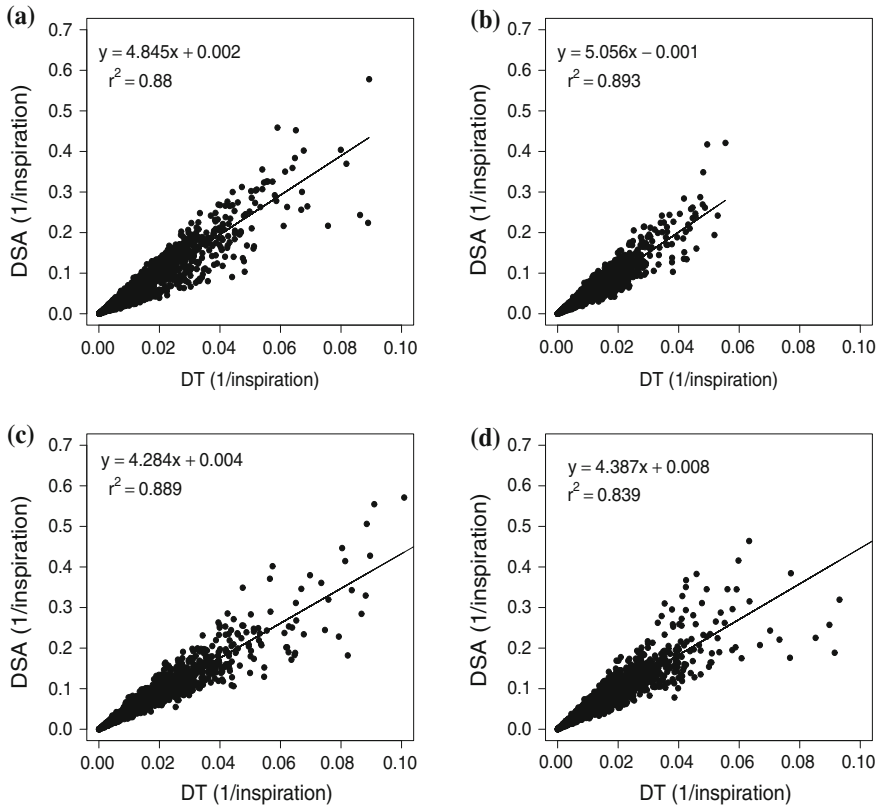 (a)
y = 4.845x + 0.002
r² = 0.88
0.7
0.6
0.5
0.4
0.3
0.2
0.1
0.0
DSA (1/inspiration)
0.00 0.02 0.04 0.06 0.08 0.10
DT (1/inspiration)
(b)
y = 5.056x − 0.001
r² = 0.893
0.7
0.6
0.5
0.4
0.3
0.2
0.1
0.0
DSA (1/inspiration)
0.00 0.02 0.04 0.06 0.08 0.10
DT (1/inspiration)
(c)
y = 4.284x + 0.004
r² = 0.889
0.7
0.6
0.5
0.4
0.3
0.2
0.1
0.0
DSA (1/inspiration)
0.00 0.02 0.04 0.06 0.08 0.10
DT (1/inspiration)
(d)
y = 4.387x + 0.008
r² = 0.839
0.7
0.6
0.5
0.4
0.3
0.2
0.1
0.0
DSA (1/inspiration)
0.00 0.02 0.04 0.06 0.08 0.10
DT (1/inspiration)